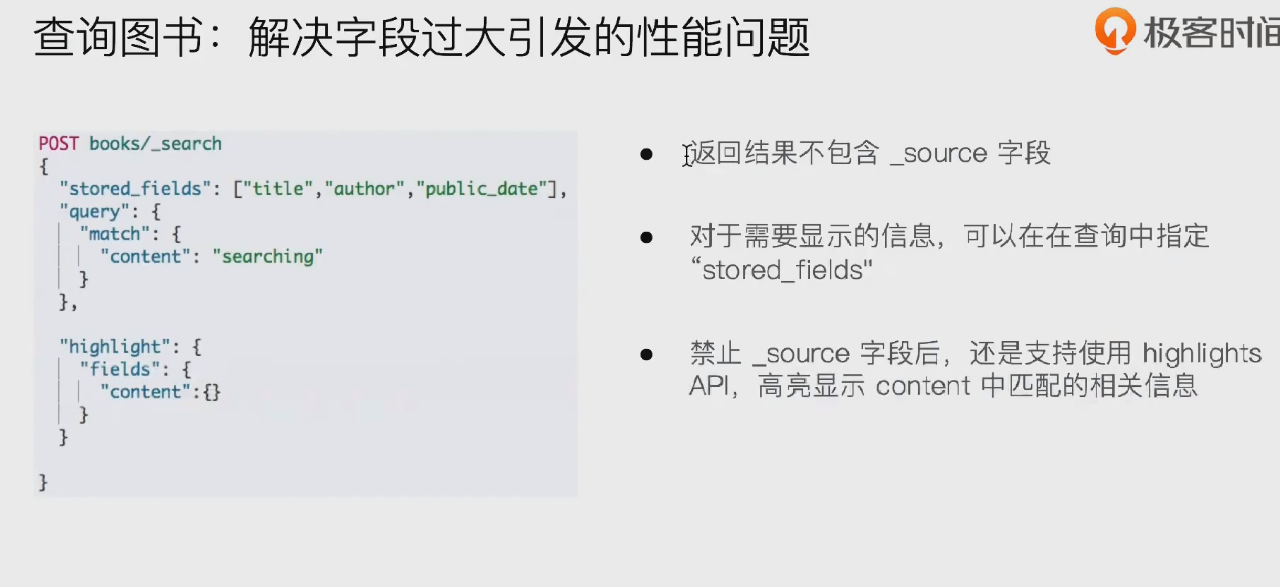 查询图书：解决字段过大引发的性能问题
极客时间
POST books/_search
{
"stored_fields": ["title","author","public_date"],
"query": {
"match": {
"content": "searching"
}
},
"highlight": {
"fields": {
"content":{}
}
}
}
● 返回结果不包含 _source 字段
● 对于需要显示的信息，可以在在查询中指定
“stored_fields"
● 禁止 _source 字段后，还是支持使用 highlights
API，高亮显示 content 中匹配的相关信息